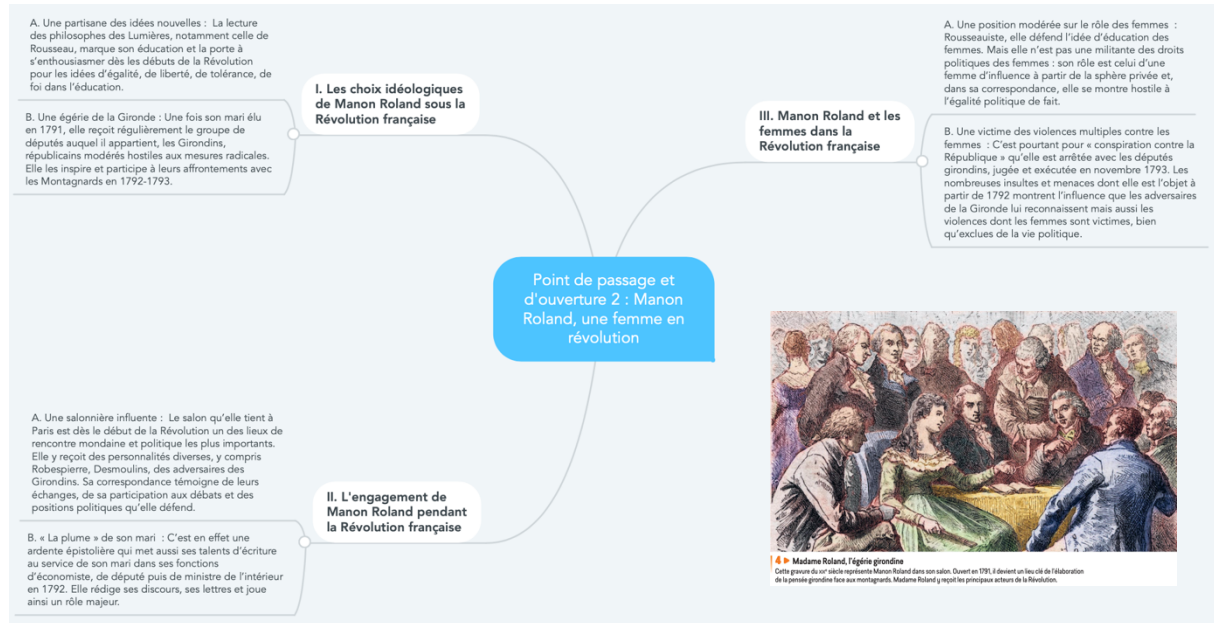 Point de passage et
d'ouverture 2 : Manon
Roland, une femme en
révolution
I. Les choix idéologiques
de Manon Roland sous la
Révolution française
A. Une partisane des idées nouvelles :  La lecture
des philosophes des Lumières, notamment celle de
Rousseau, marque son éducation et la porte à
s’enthousiasmer dès les débuts de la Révolution
pour les idées d’égalité, de liberté, de tolérance, de
foi dans l’éducation.
B. Une égérie de la Gironde : Une fois son mari élu
en 1791, elle reçoit régulièrement le groupe de
députés auquel il appartient, les Girondins,
républicains modérés hostiles aux mesures radicales.
Elle les inspire et participe à leurs affrontements avec
les Montagnards en 1792-1793.
II. L'engagement de
Manon Roland pendant
la Révolution française
A. Une salonnière influente :  Le salon qu’elle tient à
Paris est dès le début de la Révolution un des lieux de
rencontre mondaine et politique les plus importants.
Elle y reçoit des personnalités diverses, y compris
Robespierre, Desmoulins, des adversaires des
Girondins. Sa correspondance témoigne de leurs
échanges, de sa participation aux débats et des
positions politiques qu’elle défend.
B. « La plume » de son mari  : C’est en effet une
ardente épistolière qui met aussi ses talents d’écriture
au service de son mari dans ses fonctions
d’économiste, de député puis de ministre de l’intérieur
en 1792. Elle rédige ses discours, ses lettres et joue
ainsi un rôle majeur.
III. Manon Roland et les
femmes dans la
Révolution française
A. Une position modérée sur le rôle des femmes  :
Rousseauiste, elle défend l’idée d’éducation des
femmes. Mais elle n’est pas une militante des droits
politiques des femmes : son rôle est celui d’une
femme d’influence à partir de la sphère privée et,
dans sa correspondance, elle se montre hostile à
l’égalité politique de fait.
B. Une victime des violences multiples contre les
femmes  : C’est pourtant pour « conspiration contre la
République » qu’elle est arrêtée avec les députés
girondins, jugée et exécutée en novembre 1793. Les
nombreuses insultes et menaces dont elle est l’objet à
partir de 1792 montrent l’influence que les adversaires
de la Gironde lui reconnaissent mais aussi les
violences dont les femmes sont victimes, bien
qu’exclues de la vie politique.
4 ▶ Madame Roland, l’égérie girondine
Cette gravure du XIXe siècle représente Manon Roland dans son salon. Ouvert en 1791, il devient un lieu clé de l’élaboration
de la pensée girondine face aux montagnards. Madame Roland y reçoit les principaux acteurs de la Révolution.